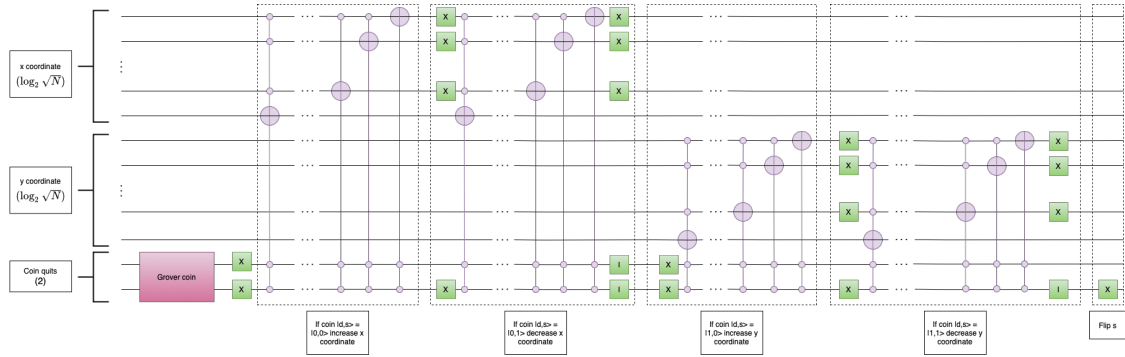 X X
X X
x coordinate
(log₂ √N)
X X
X X
X X
y coordinate
(log₂ √N)
X X
Coin quits
(2)
Grover coin
X I X
X X I X X I X
If coin |d,s> =
|0,0> increase x
coordinate
If coin |d,s> =
|0,1> decrease x
coordinate
If coin |d,s> =
|1,0> increase y
coordinate
If coin |d,s> =
|1,1> decrease y
coordinate
Flip s